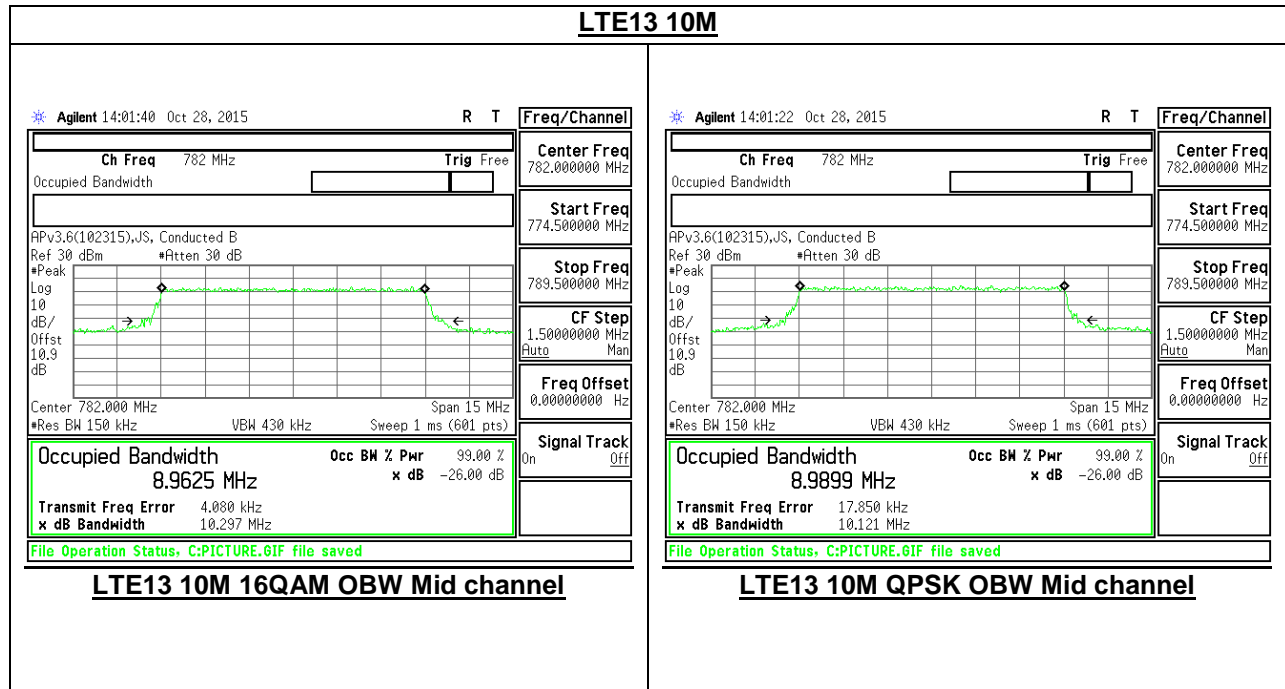 LTE13 10M
Agilent 14:01:40 Oct 28, 2015 R T
Ch Freq 782 MHz Trig Free
Occupied Bandwidth
APv3.6(102315),JS, Conducted B
Ref 30 dBm #Atten 30 dB
#Peak
Log
10
dB/
Offst
10.9
dB
Center 782.000 MHz Span 15 MHz
#Res BW 150 kHz VBW 430 kHz Sweep 1 ms (601 pts)
Occupied Bandwidth Occ BW % Pwr 99.00 %
8.9625 MHz x dB -26.00 dB
Transmit Freq Error 4.080 kHz
x dB Bandwidth 10.297 MHz
File Operation Status, C:PICTURE.GIF file saved
Freq/Channel
Center Freq
782.000000 MHz
Start Freq
774.500000 MHz
Stop Freq
789.500000 MHz
CF Step
1.50000000 MHz
Auto Man
Freq Offset
0.00000000 Hz
Signal Track
On Off
LTE13 10M 16QAM OBW Mid channel
Agilent 14:01:22 Oct 28, 2015 R T
Ch Freq 782 MHz Trig Free
Occupied Bandwidth
APv3.6(102315),JS, Conducted B
Ref 30 dBm #Atten 30 dB
#Peak
Log
10
dB/
Offst
10.9
dB
Center 782.000 MHz Span 15 MHz
#Res BW 150 kHz VBW 430 kHz Sweep 1 ms (601 pts)
Occupied Bandwidth Occ BW % Pwr 99.00 %
8.9899 MHz x dB -26.00 dB
Transmit Freq Error 17.850 kHz
x dB Bandwidth 10.121 MHz
File Operation Status, C:PICTURE.GIF file saved
Freq/Channel
Center Freq
782.000000 MHz
Start Freq
774.500000 MHz
Stop Freq
789.500000 MHz
CF Step
1.50000000 MHz
Auto Man
Freq Offset
0.00000000 Hz
Signal Track
On Off
LTE13 10M QPSK OBW Mid channel